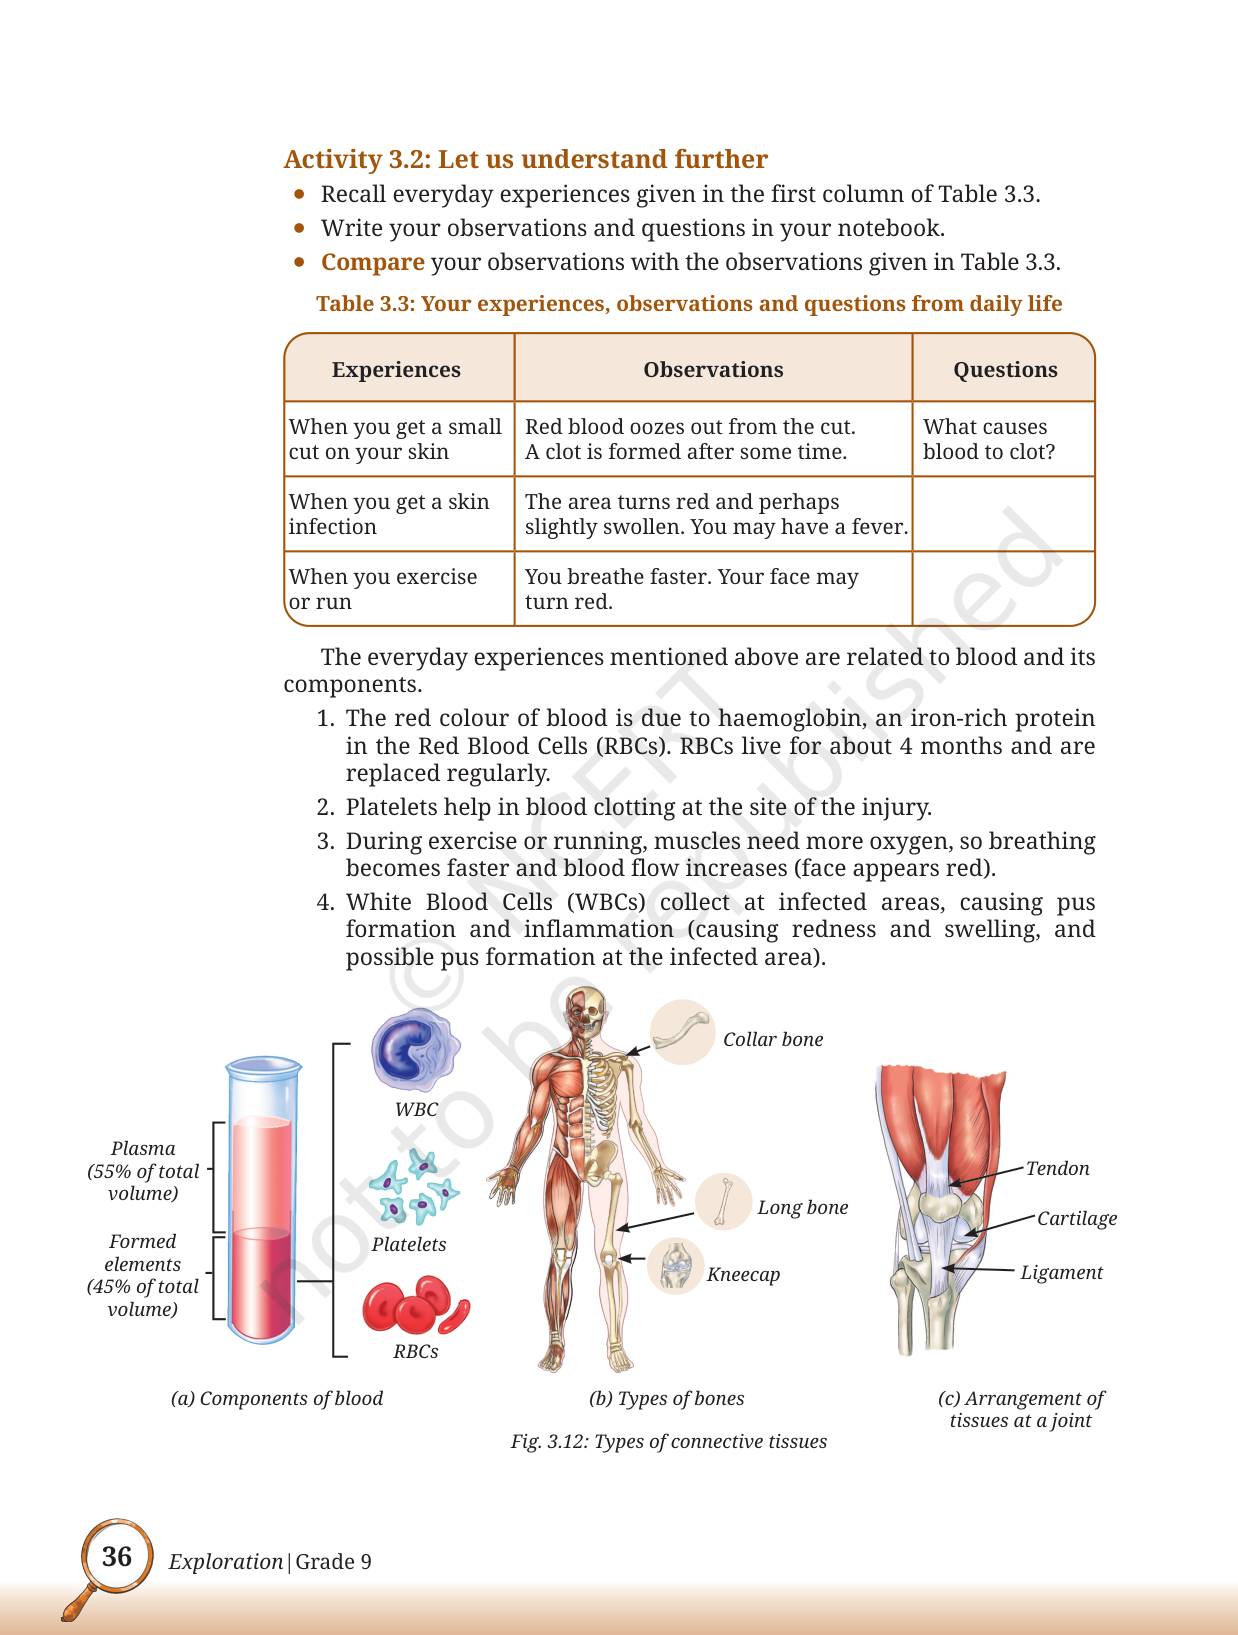 Activity 3.2: Let us understand further
• Recall everyday experiences given in the first column of Table 3.3.
• Write your observations and questions in your notebook.
• Compare your observations with the observations given in Table 3.3.
Table 3.3: Your experiences, observations and questions from daily life
Experiences
Observations
Questions
When you get a small
cut on your skin
Red blood oozes out from the cut.
A clot is formed after some time.
What causes
blood to clot?
When you get a skin
infection
The area turns red and perhaps
slightly swollen. You may have a fever.
When you exercise
or run
You breathe faster. Your face may
turn red.
The everyday experiences mentioned above are related to blood and its
components.
1. The red colour of blood is due to haemoglobin, an iron-rich protein
in the Red Blood Cells (RBCs). RBCs live for about 4 months and are
replaced regularly.
2. Platelets help in blood clotting at the site of the injury.
3. During exercise or running, muscles need more oxygen, so breathing
becomes faster and blood flow increases (face appears red).
4. White Blood Cells (WBCs) collect at infected areas, causing pus
formation and inflammation (causing redness and swelling, and
possible pus formation at the infected area).
Plasma
(55% of total
volume)
Formed
elements
(45% of total
volume)
WBC
Platelets
RBCs
(a) Components of blood
Collar bone
Long bone
Kneecap
(b) Types of bones
Tendon
Cartilage
Ligament
(c) Arrangement of
tissues at a joint
Fig. 3.12: Types of connective tissues
36
Exploration|Grade 9
© NCERT
not to be republished